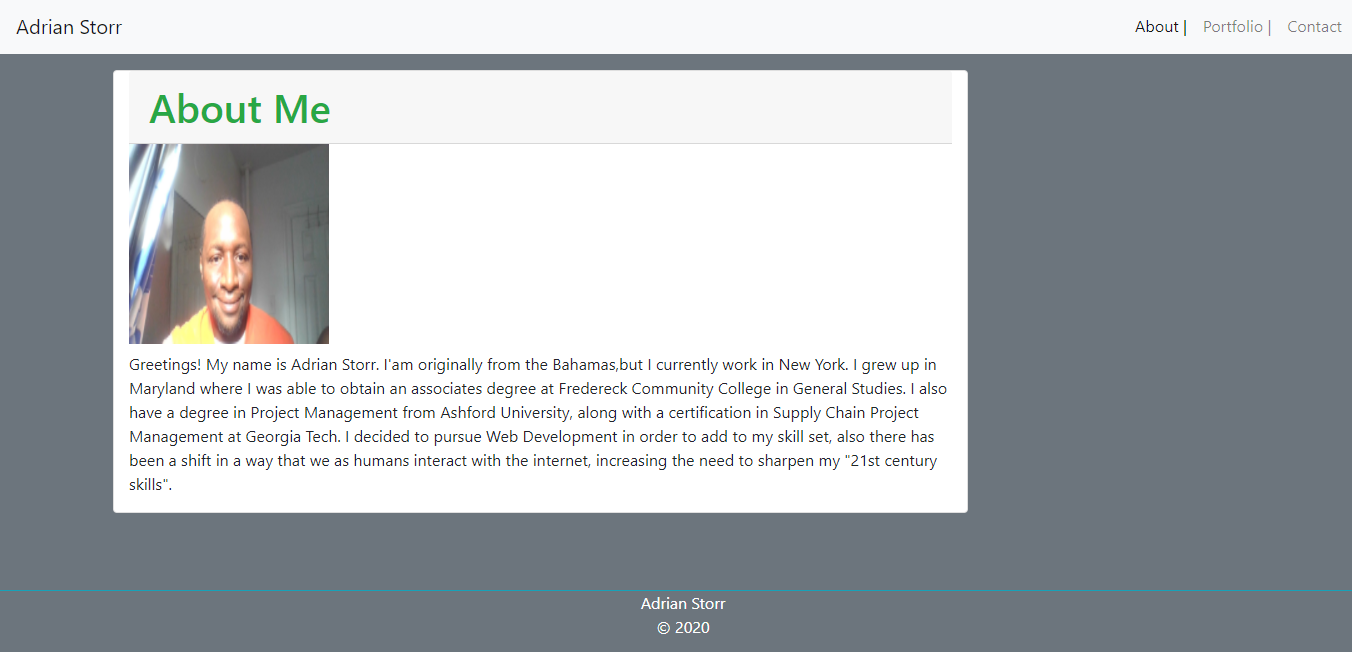 Adrian Storr
About |
Portfolio |
Contact
About Me
Greetings! My name is Adrian Storr. I'am originally from the Bahamas,but I currently work in New York. I grew up in
Maryland where I was able to obtain an associates degree at Fredereck Community College in General Studies. I also
have a degree in Project Management from Ashford University, along with a certification in Supply Chain Project
Management at Georgia Tech. I decided to pursue Web Development in order to add to my skill set, also there has
been a shift in a way that we as humans interact with the internet, increasing the need to sharpen my "21st century
skills".
Adrian Storr
© 2020